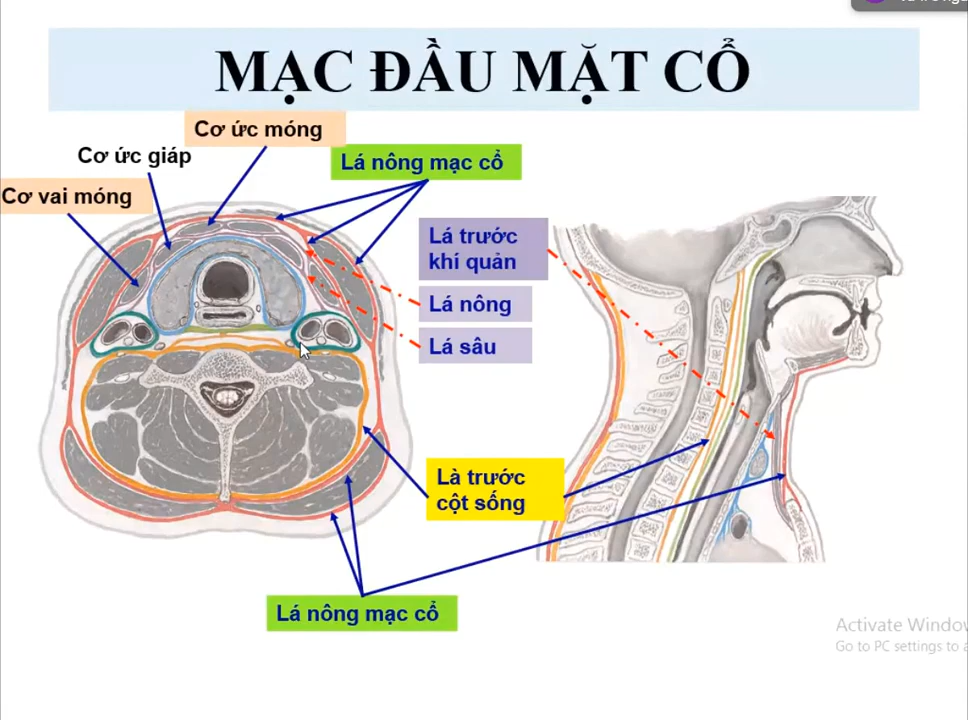 MẠC ĐẦU MẶT CỔ
Cơ ức móng
Cơ ức giáp
Lá nông mạc cổ
Cơ vai móng
Lá trước
khí quản
Lá nông
Lá sâu
Là trước
cột sống
Lá nông mạc cổ
Activate Window
Go to PC settings to a